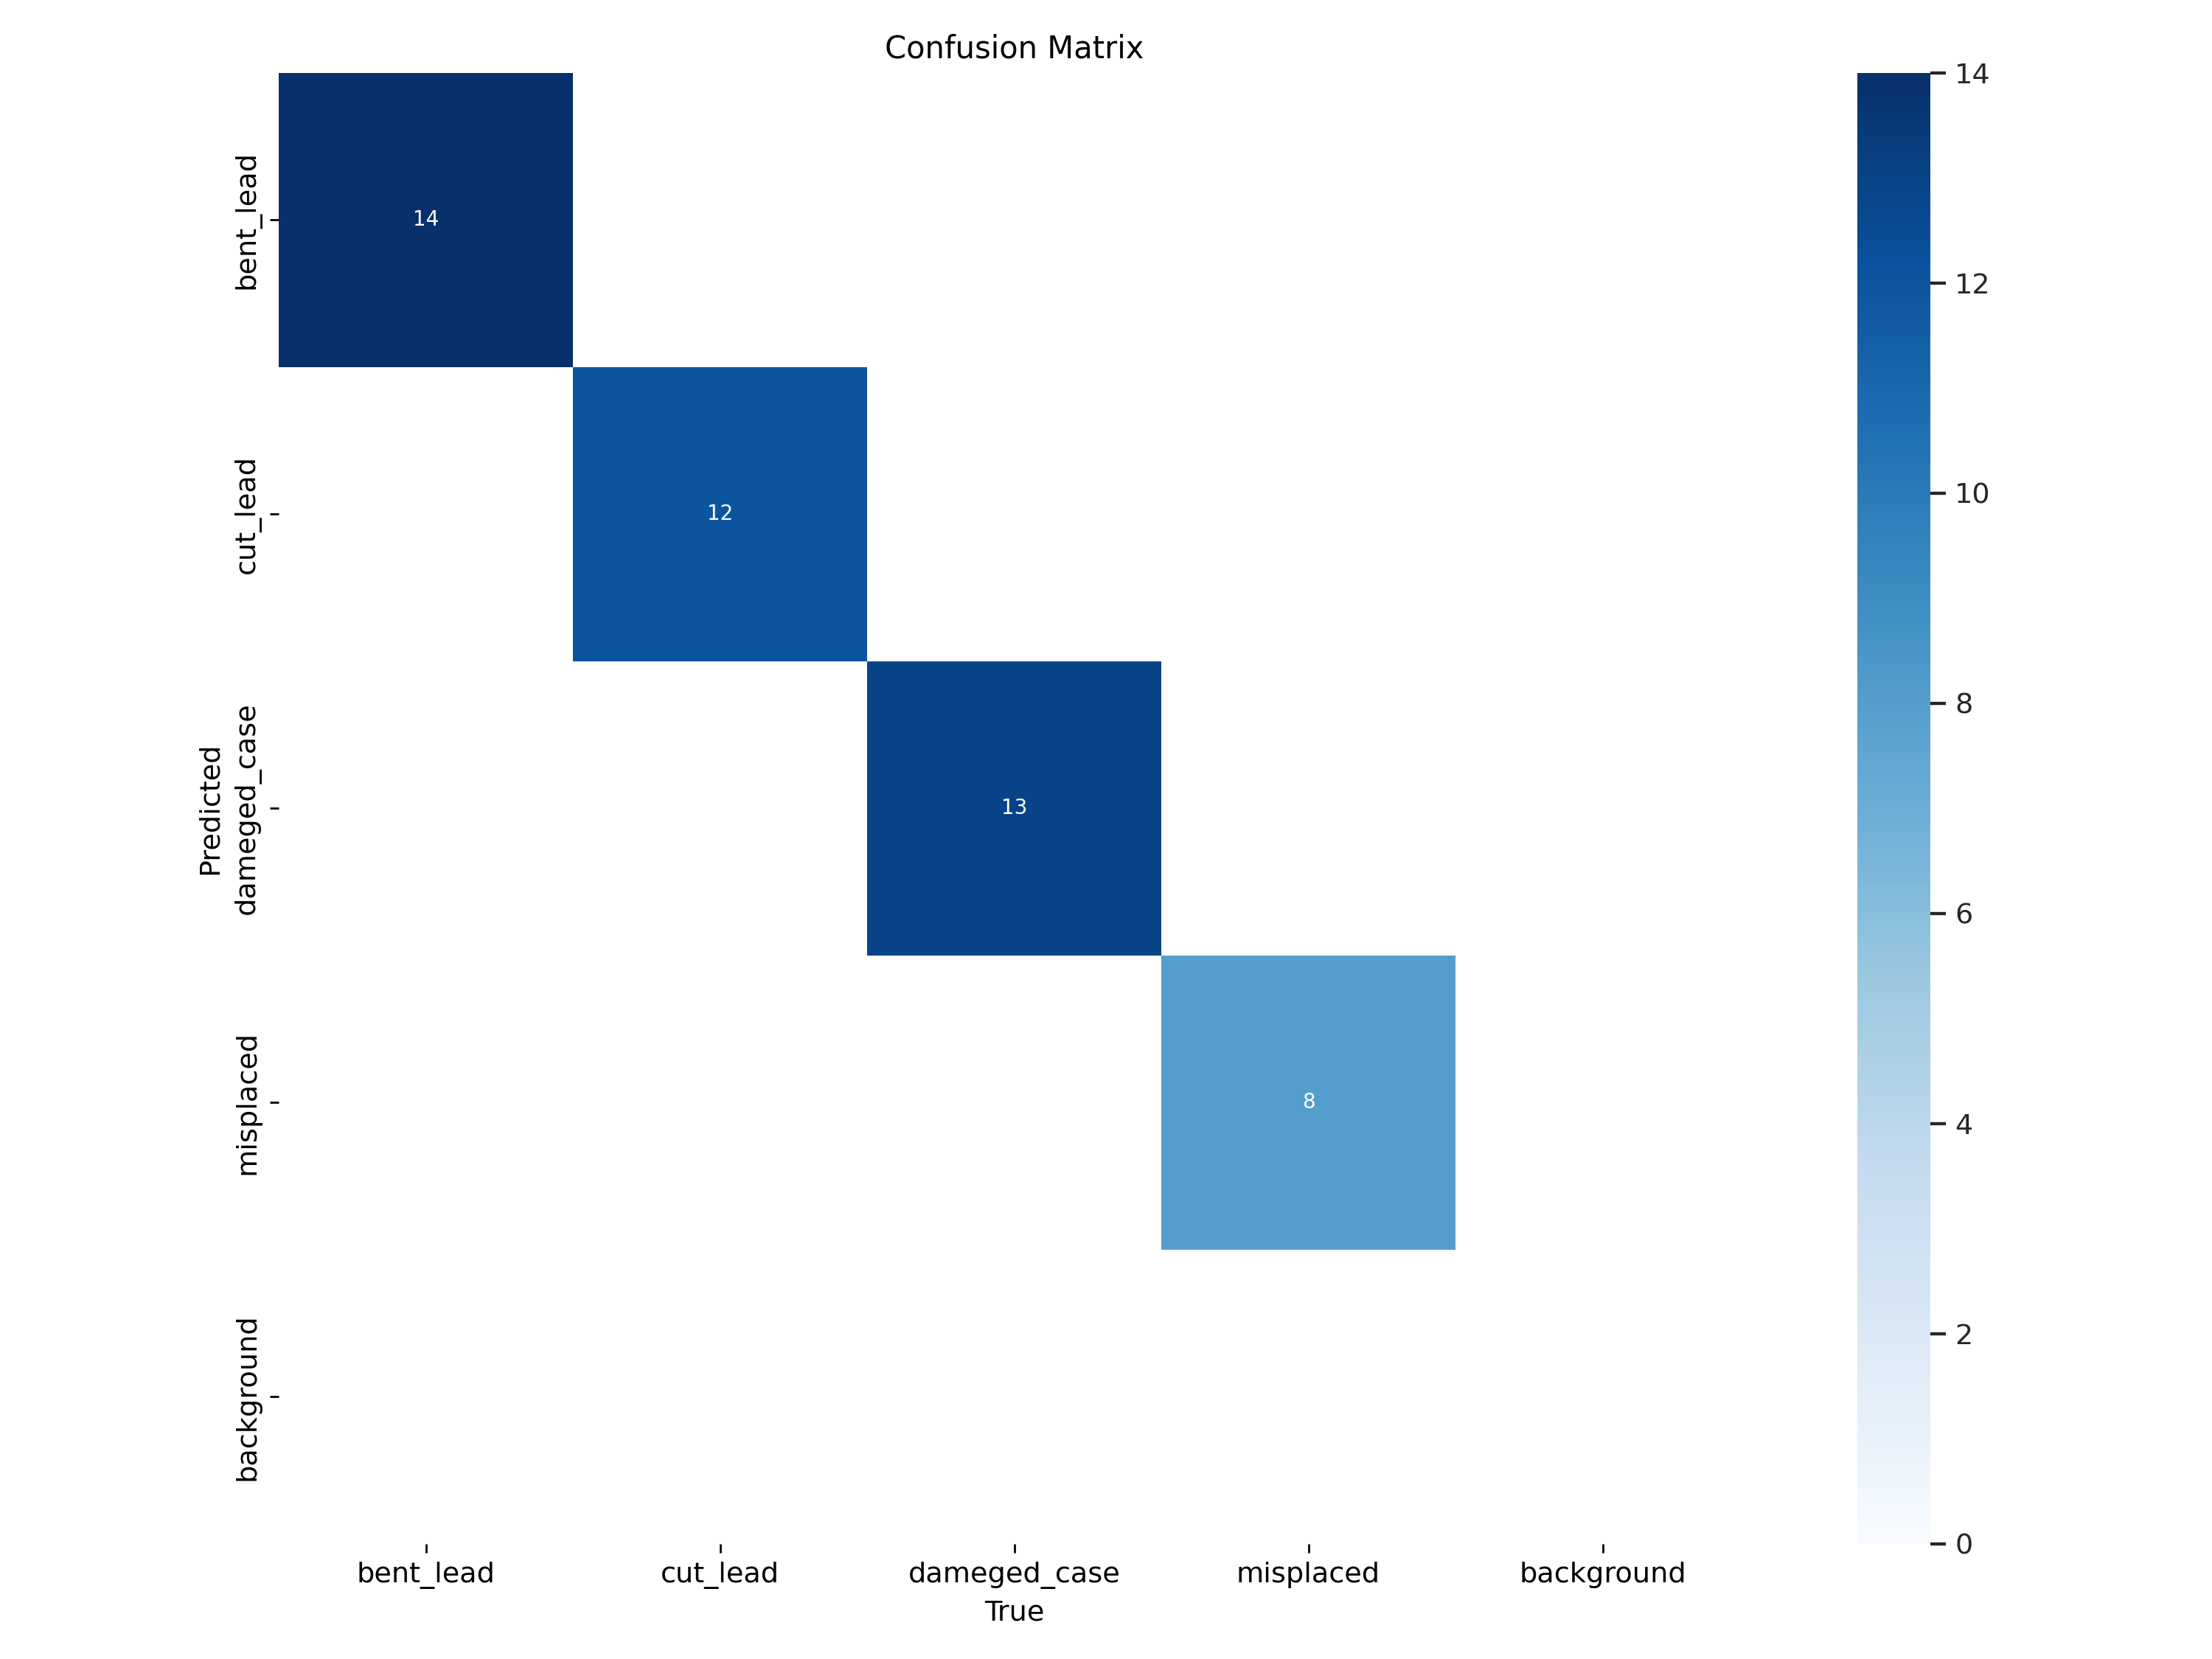 Confusion Matrix
Predicted
bent_lead
cut_lead
dameged_case
misplaced
background
14
12
13
8
bent_lead
cut_lead
dameged_case
misplaced
background
True
14
12
10
8
6
4
2
0